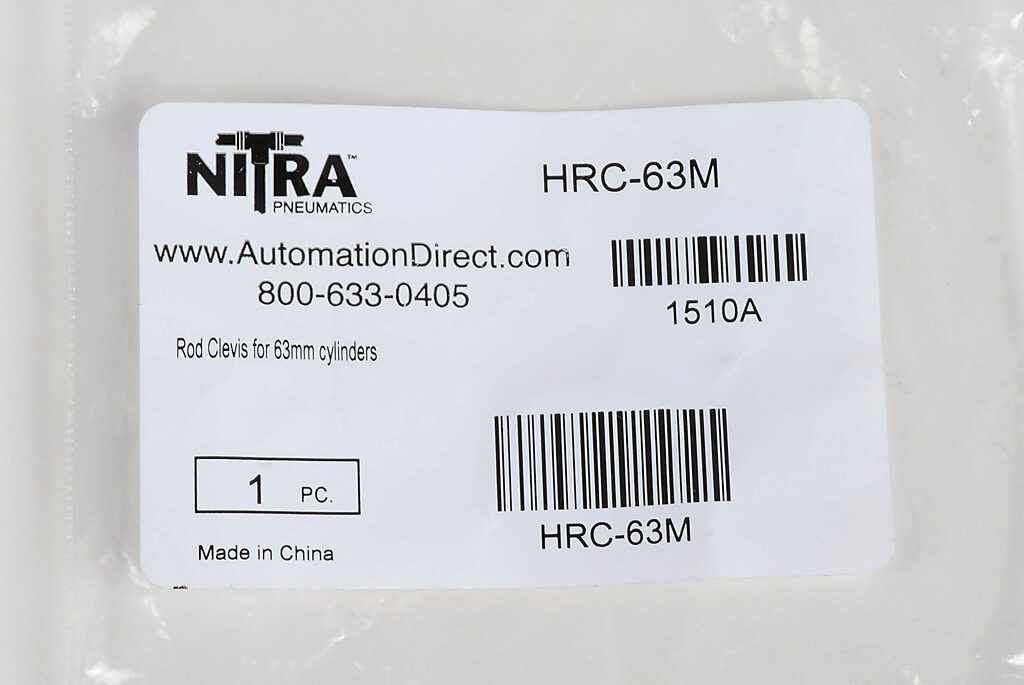 NITRA™
PNEUMATICS
HRC-63M
www.AutomationDirect.com
800-633-0405
1510A
Rod Clevis for 63mm cylinders
1 PC.
HRC-63M
Made in China